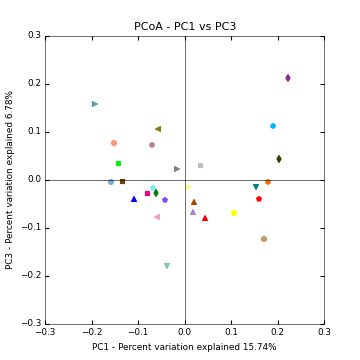 PCoA - PC1 vs PC3
PC3 - Percent variation explained 6.78%
0.3
0.2
0.1
0.0
−0.1
−0.2
−0.3
−0.3 −0.2 −0.1 0.0 0.1 0.2 0.3
PC1 - Percent variation explained 15.74%